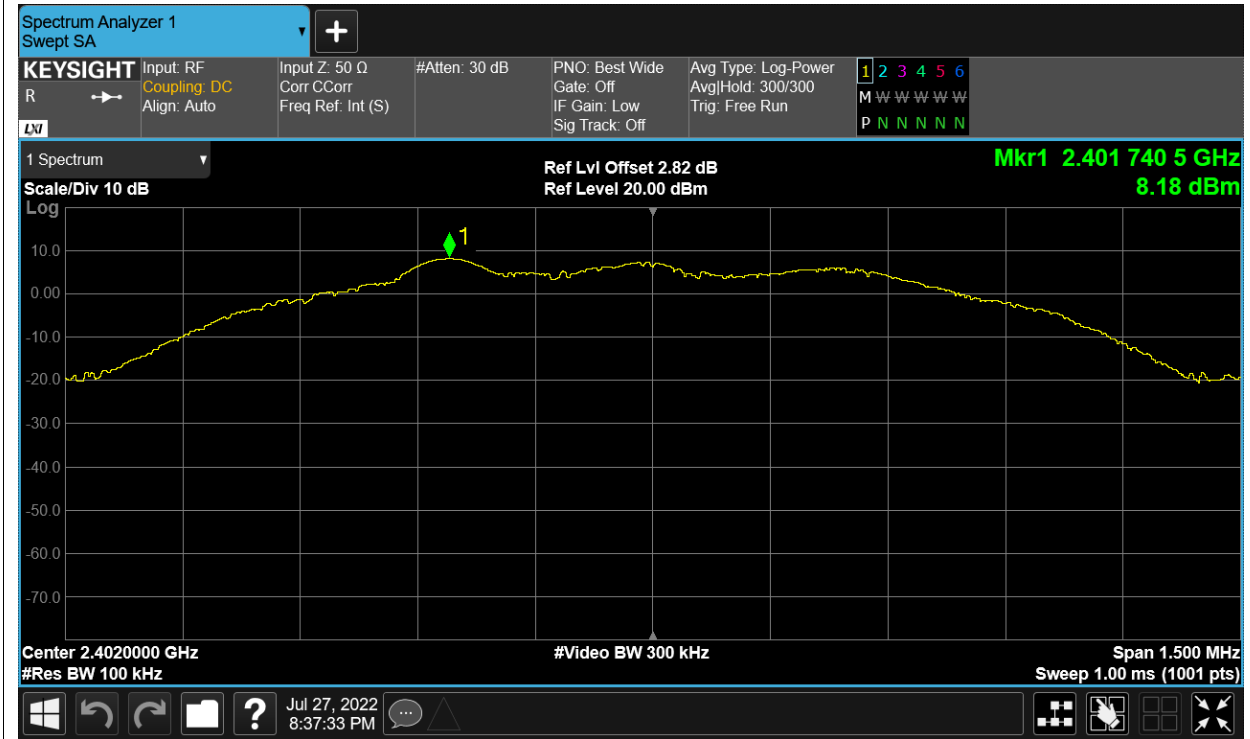 Spectrum Analyzer 1
Swept SA
KEYSIGHT
R
LXI
Input: RF
Coupling: DC
Align: Auto
Input Z: 50 Ω
Corr CCorr
Freq Ref: Int (S)
#Atten: 30 dB
PNO: Best Wide
Gate: Off
IF Gain: Low
Sig Track: Off
Avg Type: Log-Power
Avg|Hold: 300/300
Trig: Free Run
1 2 3 4 5 6
M W W W W W
P N N N N N
1 Spectrum
Scale/Div 10 dB
Log
Ref Lvl Offset 2.82 dB
Ref Level 20.00 dBm
Mkr1 2.401 740 5 GHz
8.18 dBm
1
10.0
0.00
-10.0
-20.0
-30.0
-40.0
-50.0
-60.0
-70.0
Center 2.4020000 GHz
#Res BW 100 kHz
#Video BW 300 kHz
Span 1.500 MHz
Sweep 1.00 ms (1001 pts)
?
Jul 27, 2022
8:37:33 PM